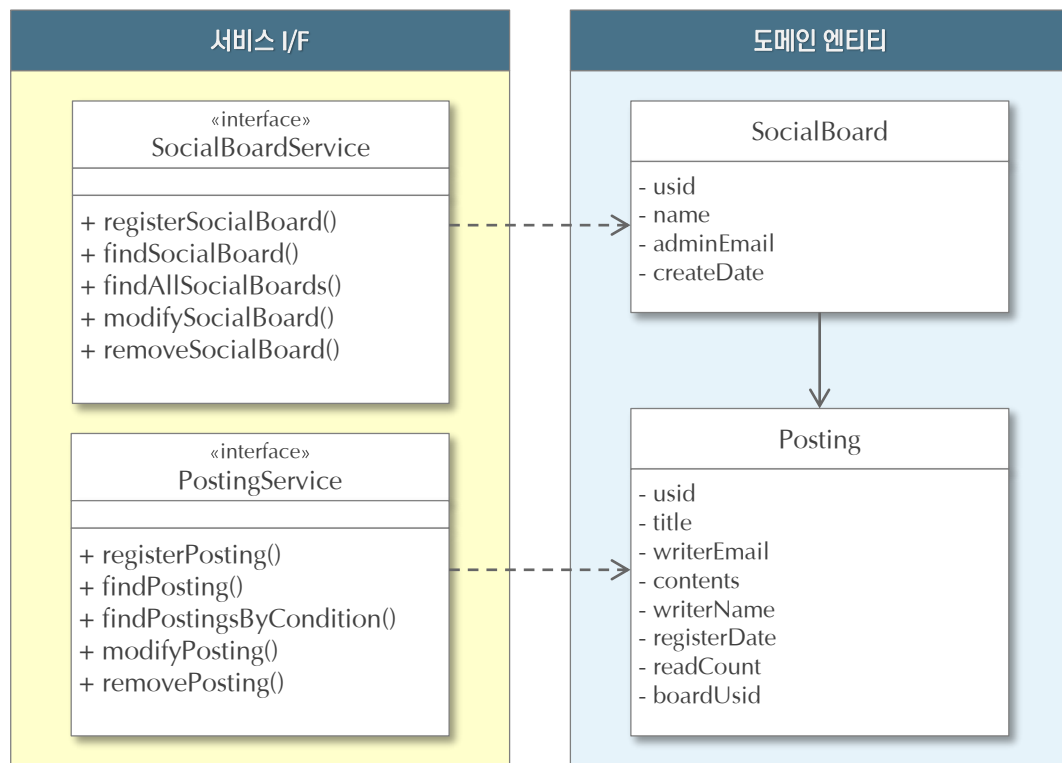 서비스 I/F
«interface»
SocialBoardService
+ registerSocialBoard()
+ findSocialBoard()
+ findAllSocialBoards()
+ modifySocialBoard()
+ removeSocialBoard()
«interface»
PostingService
+ registerPosting()
+ findPosting()
+ findPostingsByCondition()
+ modifyPosting()
+ removePosting()
도메인 엔티티
SocialBoard
- usid
- name
- adminEmail
- createDate
Posting
- usid
- title
- writerEmail
- contents
- writerName
- registerDate
- readCount
- boardUsid